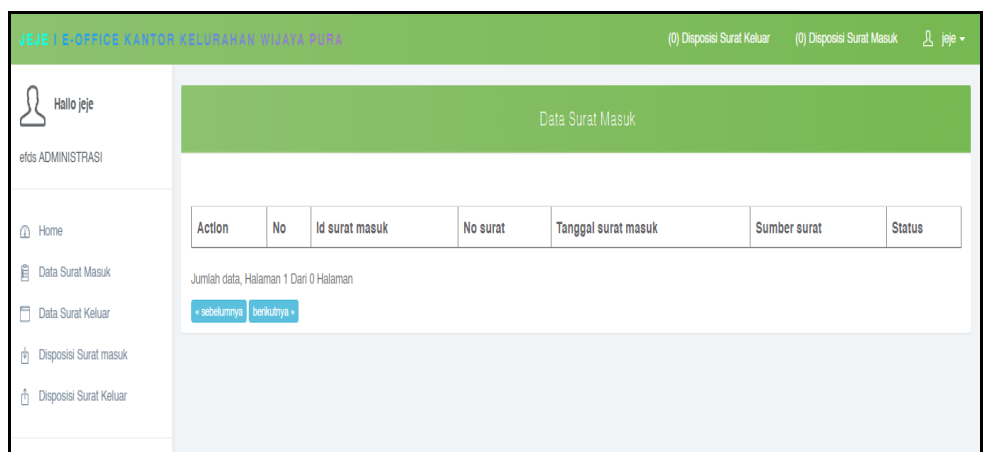 JEJE | E-OFFICE KANTOR KELURAHAN WIJAYA PURA
(0) Disposisi Surat Keluar (0) Disposisi Surat Masuk jeje
Hallo jeje
efds ADMINISTRASI
Home
Data Surat Masuk
Data Surat Keluar
Disposisi Surat masuk
Disposisi Surat Keluar
Data Surat Masuk
Action No Id surat masuk No surat Tanggal surat masuk Sumber surat Status
Jumlah data, Halaman 1 Dari 0 Halaman
« sebelumnya berikutnya »